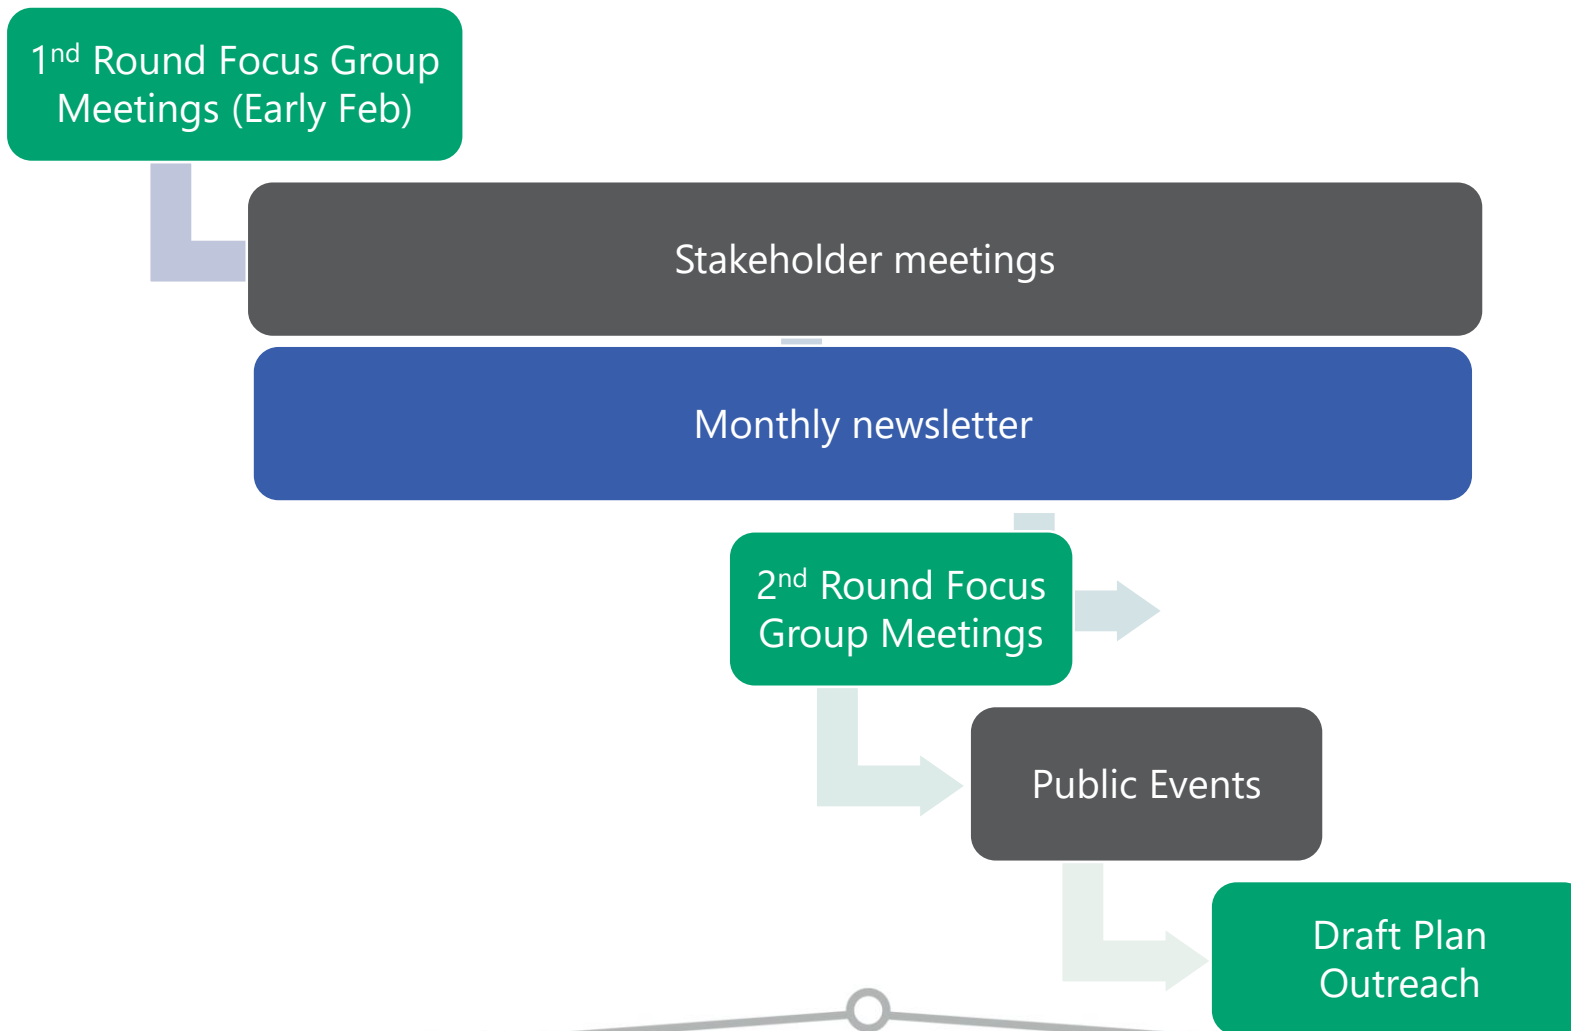 1nd Round Focus Group
Meetings (Early Feb)
Stakeholder meetings
Monthly newsletter
2nd Round Focus
Group Meetings
Public Events
Draft Plan
Outreach